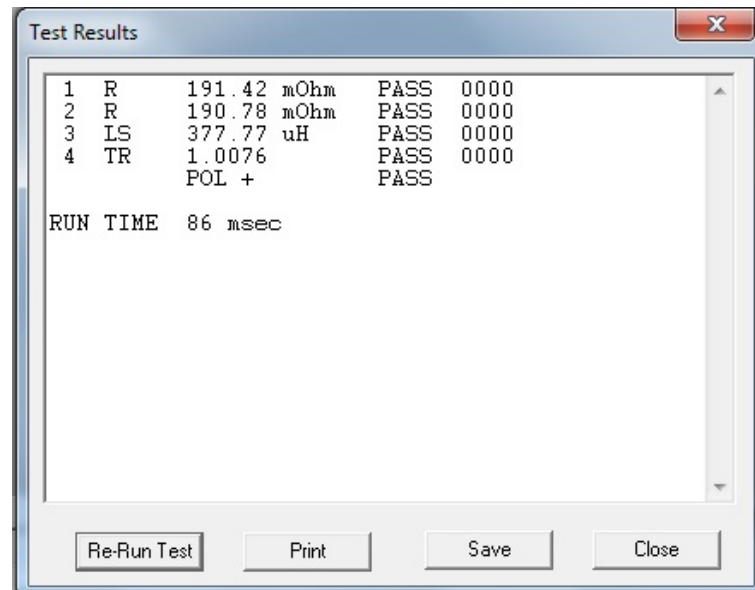 Test Results
1 R 191.42 mOhm PASS 0000
2 R 190.78 mOhm PASS 0000
3 LS 377.77 uH PASS 0000
4 TR 1.0076 PASS 0000
POL + PASS
RUN TIME 86 msec
Re-Run Test Print Save Close